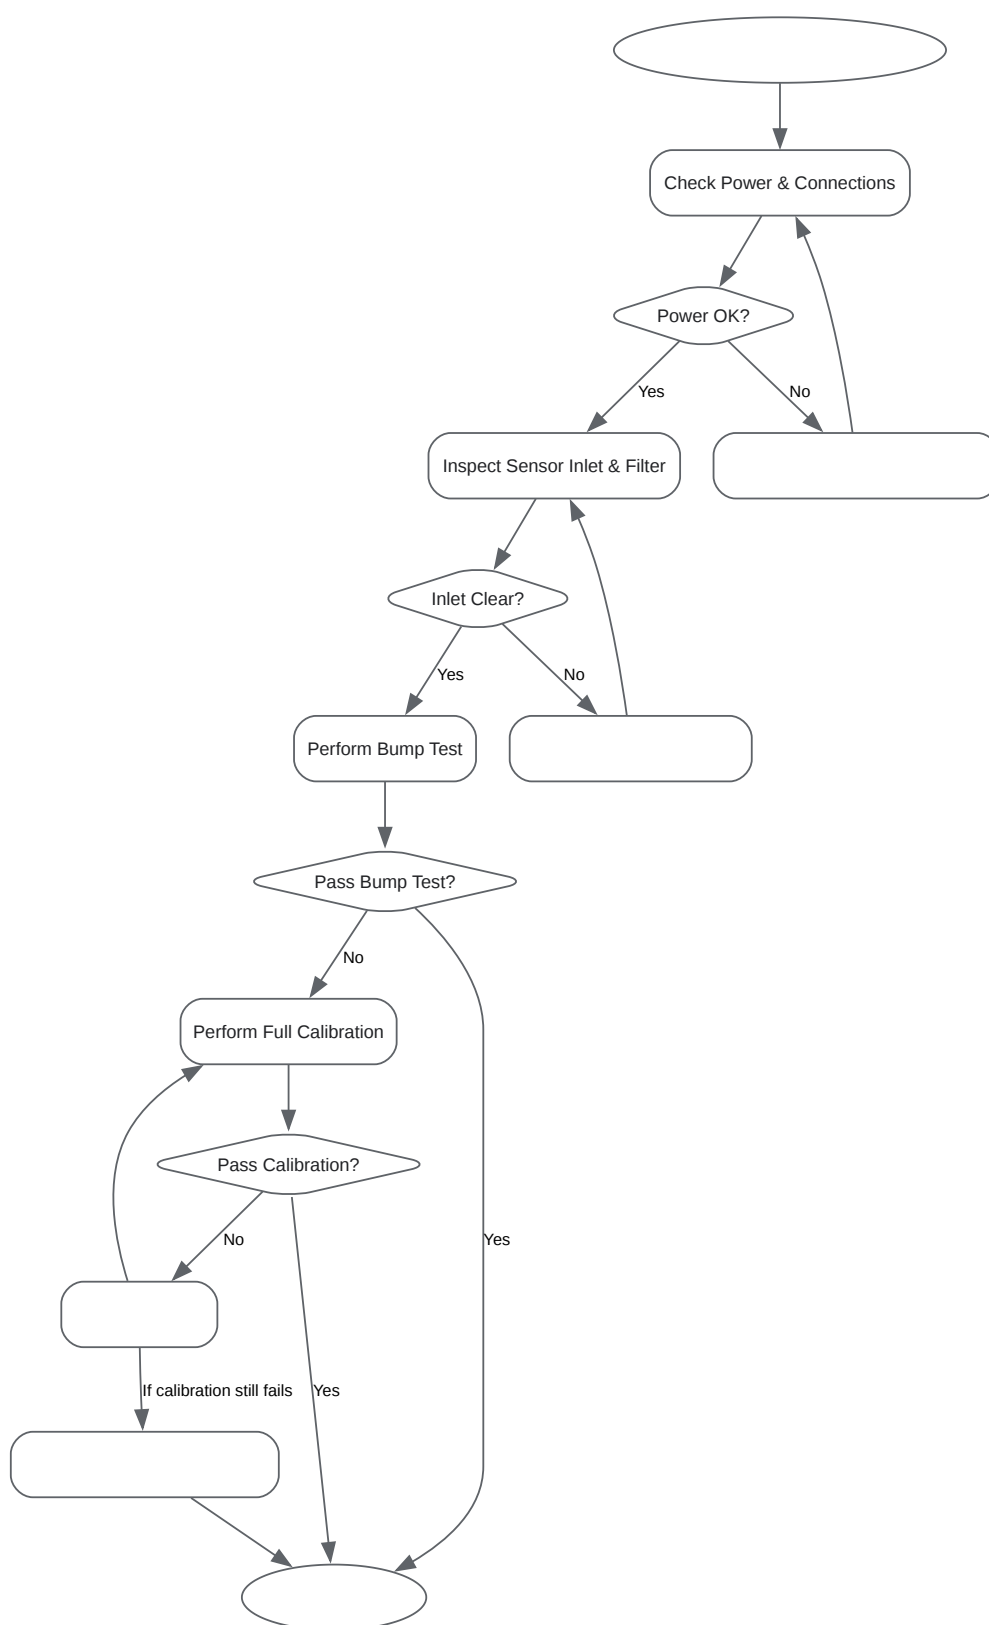 Check Power & Connections
Power OK?
Yes
No
Inspect Sensor Inlet & Filter
Inlet Clear?
Yes
No
Perform Bump Test
Pass Bump Test?
No
Perform Full Calibration
Pass Calibration?
No
Yes
If calibration still fails
Yes